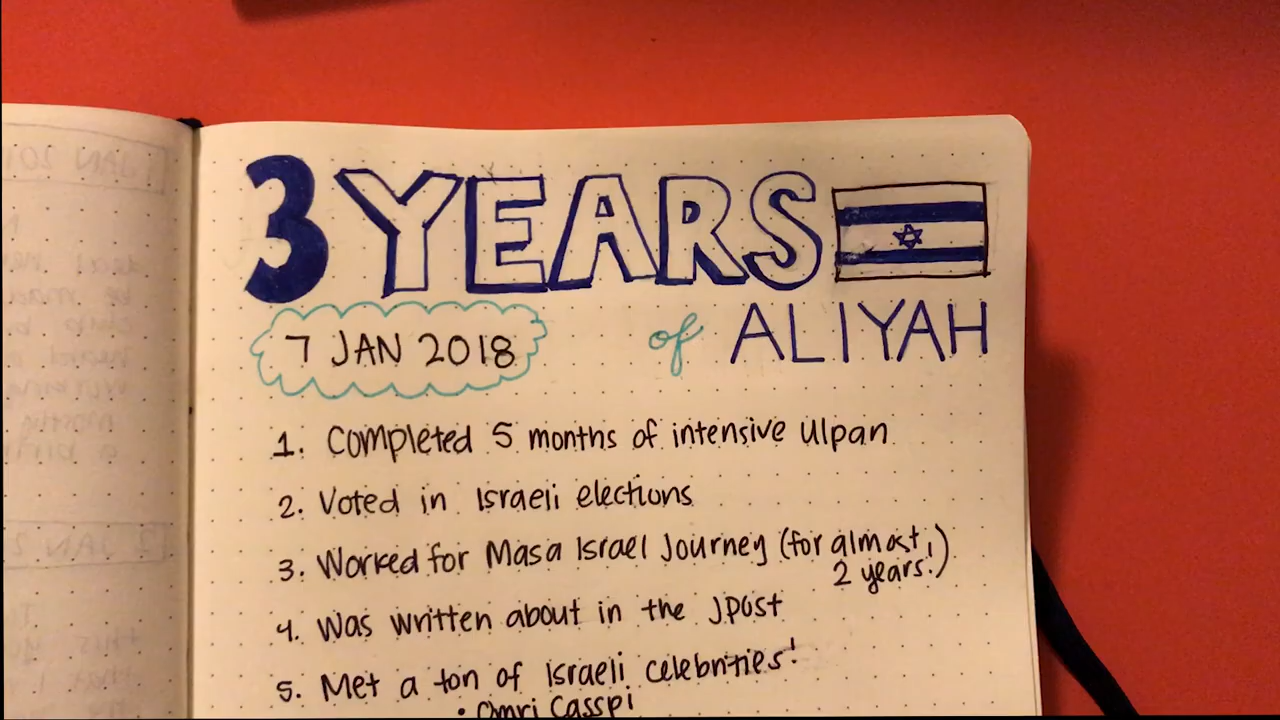 3 YEARS
of ALIYAH
7 JAN 2018
1. Completed 5 months of intensive ulpan
2. Voted in Israeli elections
3. Worked for Masa Israel Journey (for almost
2 years!)
4. Was written about in the JPost
5. Met a ton of Israeli celebrities!
• Omri Casspi